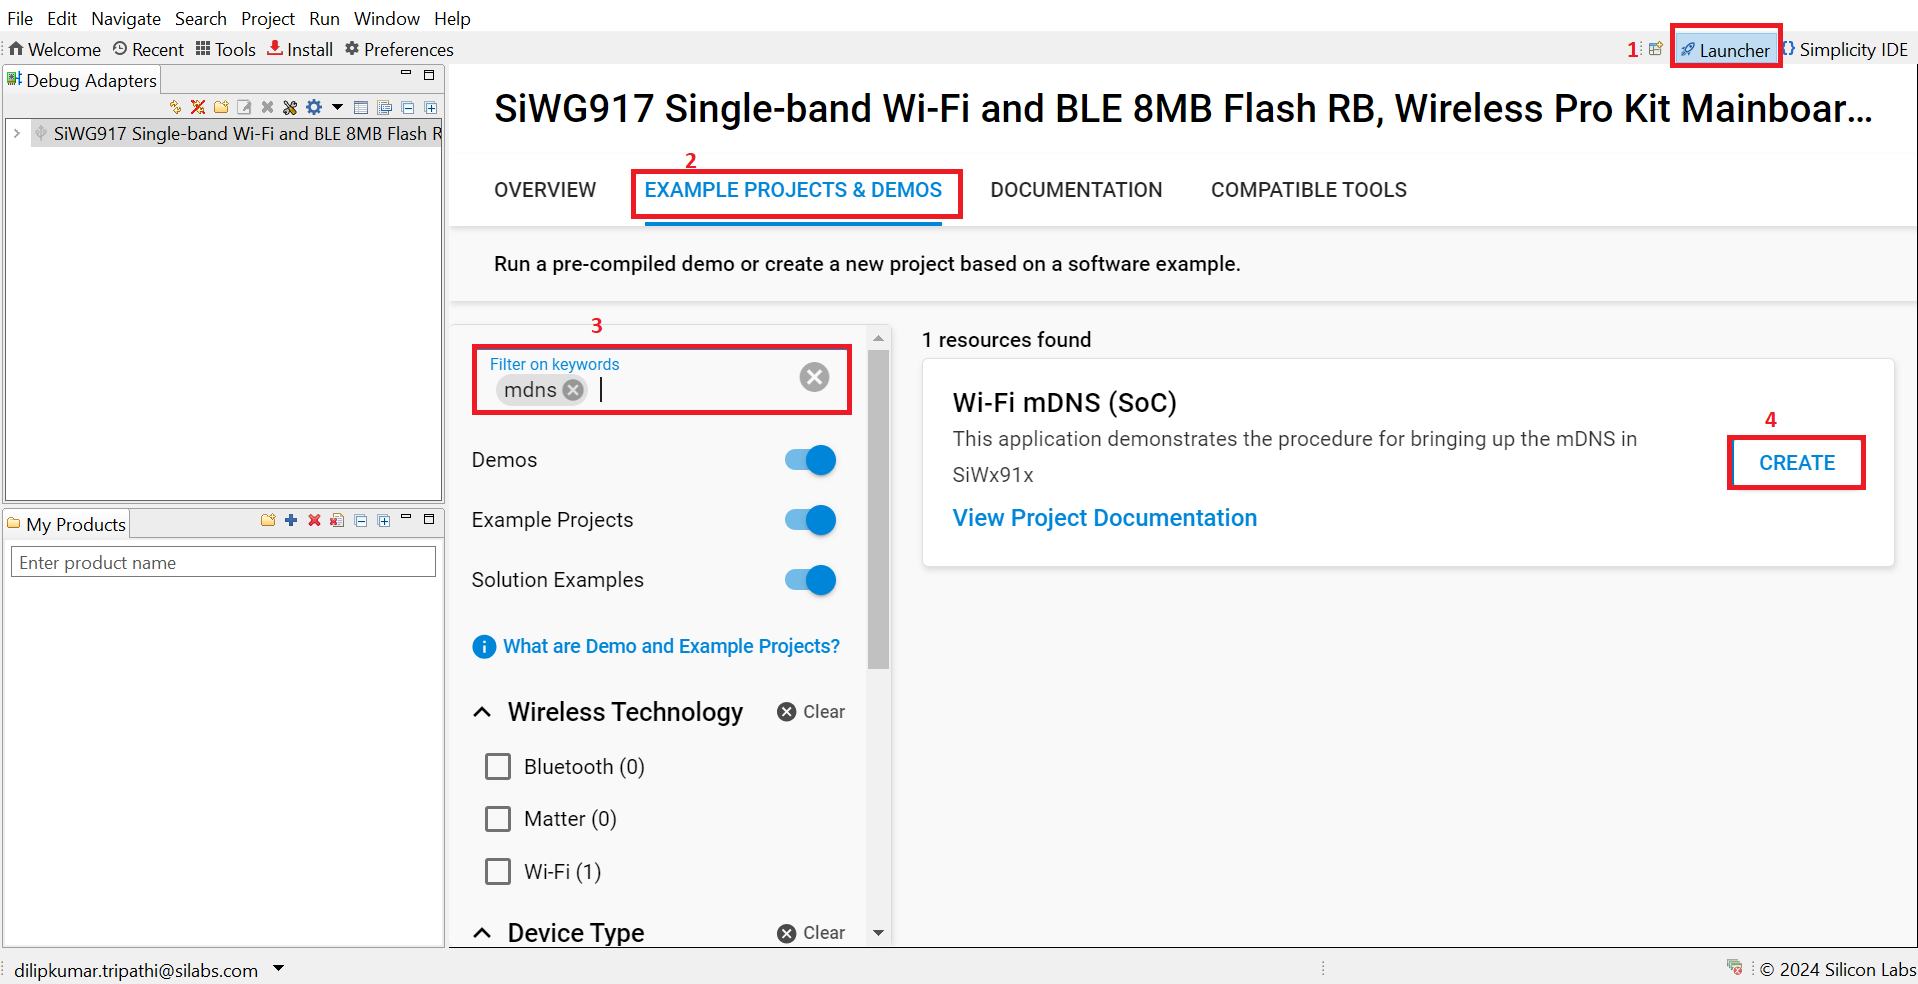 File Edit Navigate Search Project Run Window Help
Welcome Recent Tools Install Preferences
1 Launcher Simplicity IDE
Debug Adapters
SiWG917 Single-band Wi-Fi and BLE 8MB Flash R
My Products
Enter product name
SiWG917 Single-band Wi-Fi and BLE 8MB Flash RB, Wireless Pro Kit Mainboar...
2
OVERVIEW EXAMPLE PROJECTS & DEMOS DOCUMENTATION COMPATIBLE TOOLS
Run a pre-compiled demo or create a new project based on a software example.
3
Filter on keywords
mdns
Demos
Example Projects
Solution Examples
What are Demo and Example Projects?
Wireless Technology Clear
Bluetooth (0)
Matter (0)
Wi-Fi (1)
Device Type Clear
1 resources found
Wi-Fi mDNS (SoC)
This application demonstrates the procedure for bringing up the mDNS in
SiWx91x
View Project Documentation
4
CREATE
dilipkumar.tripathi@silabs.com
© 2024 Silicon Labs